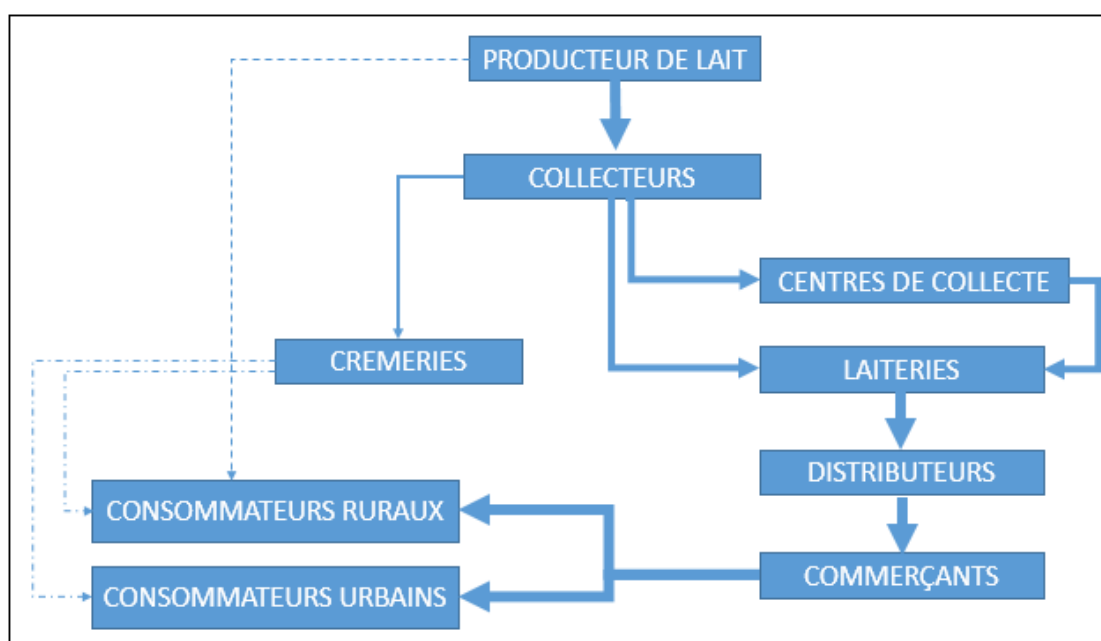 PRODUCTEUR DE LAIT
COLLECTEURS
CENTRES DE COLLECTE
CREMERIES
LAITERIES
DISTRIBUTEURS
CONSOMMATEURS RURAUX
COMMERÇANTS
CONSOMMATEURS URBAINS